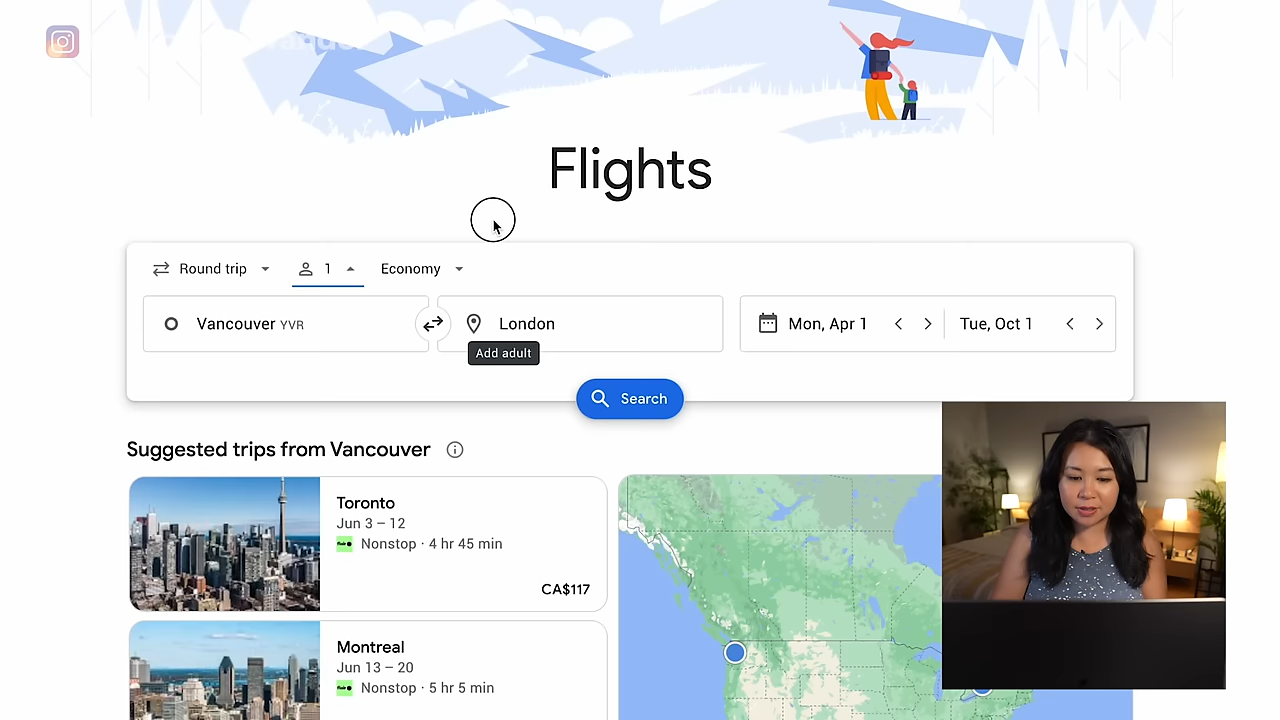 Flights
Round trip 1 Economy
Vancouver YVR London Mon, Apr 1 Tue, Oct 1
Add adult
Search
Suggested trips from Vancouver
Toronto
Jun 3 – 12
Nonstop · 4 hr 45 min
CA$117
Montreal
Jun 13 – 20
Nonstop · 5 hr 5 min